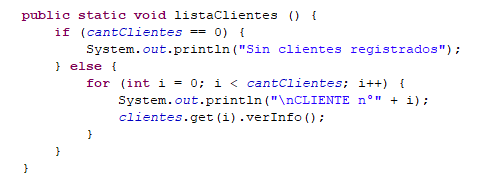 public static void listaClientes () {
if (cantClientes == 0) {
System.out.println("Sin clientes registrados");
} else {
for (int i = 0; i < cantClientes; i++) {
System.out.println("\nCLIENTE n°" + i);
clientes.get(i).verInfo();
}
}
}